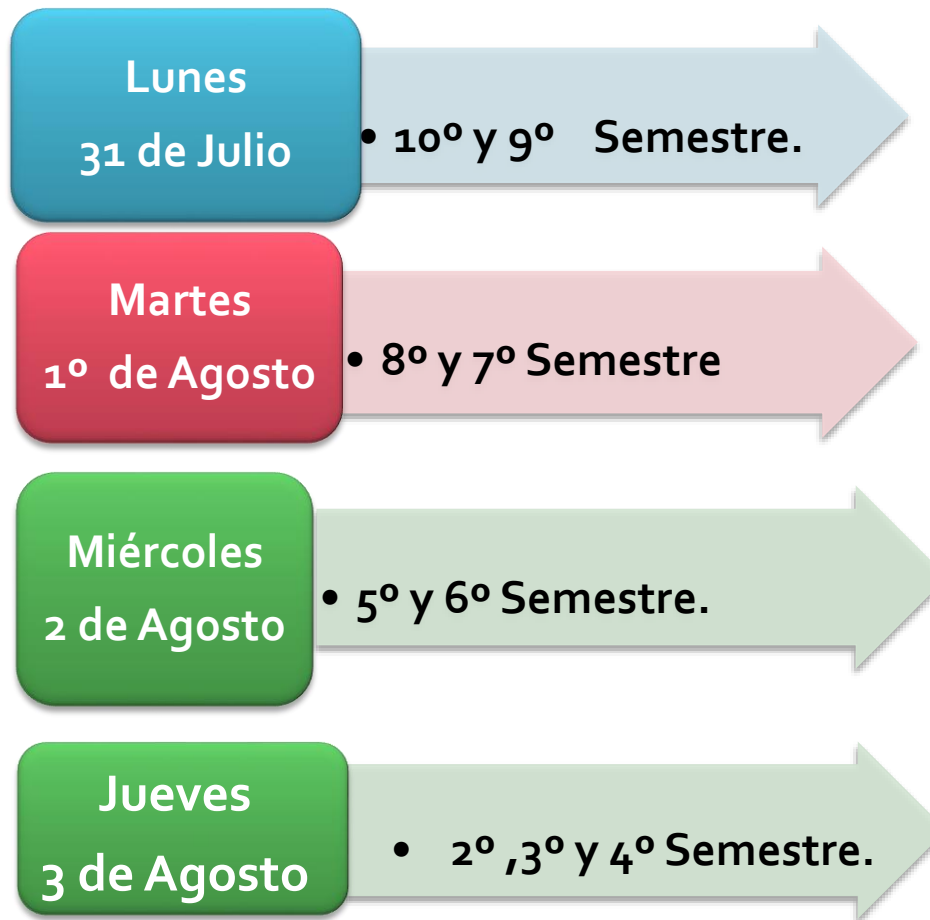 Lunes
31 de Julio
• 10º y 9º Semestre.
Martes
1º de Agosto
• 8º y 7º Semestre
Miércoles
2 de Agosto
• 5º y 6º Semestre.
Jueves
3 de Agosto
• 2º ,3º y 4º Semestre.